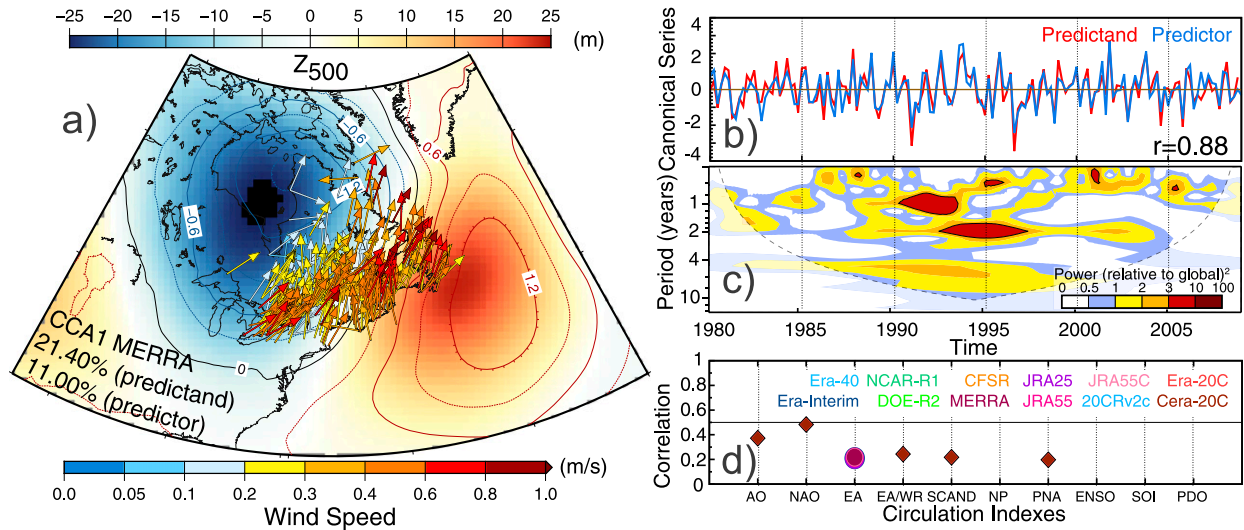 −25 −20 −15 −10 −5 0 5 10 15 20 25 (m)
Z500
a)
−0.6
0.6
−1.2
−0.6
1.2
0
CCA1 MERRA
21.40% (predictand)
11.00% (predictor)
(m/s)
0.0 0.05 0.1 0.2 0.3 0.4 0.6 0.8 1.0
Wind Speed
Canonical Series
4
2
0
-2
-4
Predictand Predictor
b)
r=0.88
Period (years)
1
2
4
10
c)
Power (relative to global)²
0 0.5 1 2 3 10 100
1980 1985 1990 1995 2000 2005
Time
Correlation
1
0.8
0.6
0.4
0.2
0
Era-40 NCAR-R1 CFSR JRA25 JRA55C Era-20C
Era-Interim DOE-R2 MERRA JRA55 20CRv2c Cera-20C
d)
AO NAO EA EA/WR SCAND NP PNA ENSO SOI PDO
Circulation Indexes